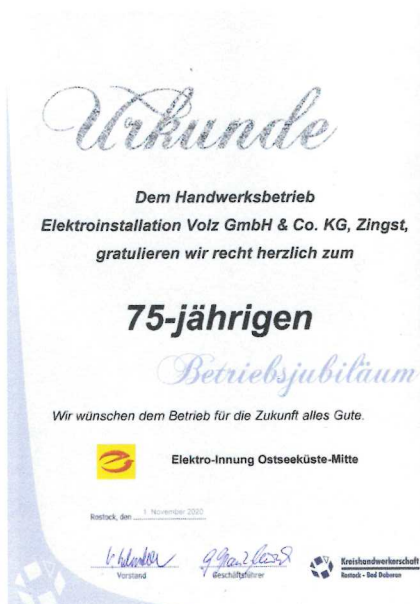 Urkunde
Dem Handwerksbetrieb
Elektroinstallation Volz GmbH & Co. KG, Zingst,
gratulieren wir recht herzlich zum
75-jährigen
Betriebsjubiläum
Wir wünschen dem Betrieb für die Zukunft alles Gute.
Elektro-Innung Ostseeküste-Mitte
Rostock, den 1. November 2020
Vorstand
Geschäftsführer
Kreishandwerkerschaft
Rostock - Bad Doberan